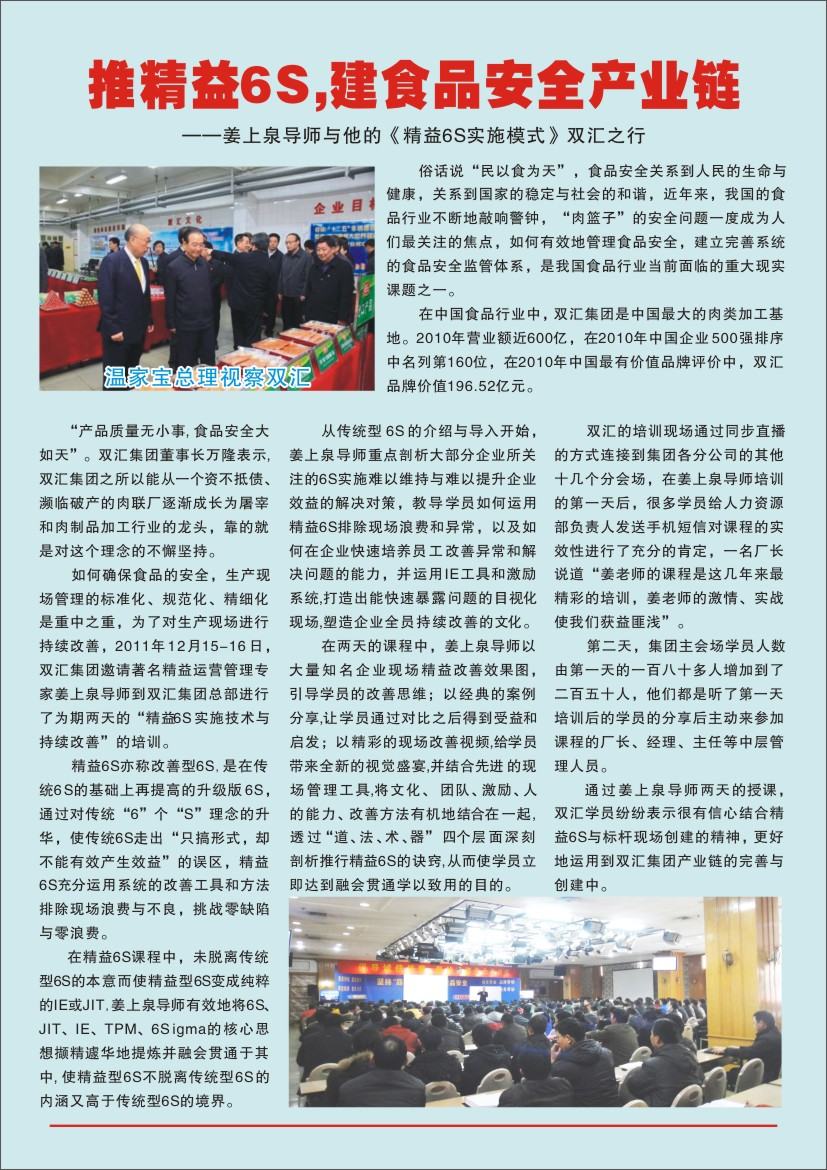 推精益6S,建食品安全产业链
——姜上泉导师与他的《精益6S实施模式》双汇之行
双汇文化
企业目标
温家宝总理视察双汇
俗话说“民以食为天”，食品安全关系到人民的生命与
健康，关系到国家的稳定与社会的和谐，近年来，我国的食
品行业不断地敲响警钟，“肉篮子”的安全问题一度成为人
们最关注的焦点，如何有效地管理食品安全，建立完善系统
的食品安全监管体系，是我国食品行业当前面临的重大现实
课题之一。
在中国食品行业中，双汇集团是中国最大的肉类加工基
地。2010年营业额近600亿，在2010年中国企业500强排序
中名列第160位，在2010年中国最有价值品牌评价中，双汇
品牌价值196.52亿元。
“产品质量无小事,食品安全大
如天”。双汇集团董事长万隆表示,
双汇集团之所以能从一个资不抵债、
濒临破产的肉联厂逐渐成长为屠宰
和肉制品加工行业的龙头，靠的就
是对这个理念的不懈坚持。
如何确保食品的安全，生产现
场管理的标准化、规范化、精细化
是重中之重，为了对生产现场进行
持续改善，2011年12月15-16日，
双汇集团邀请著名精益运营管理专
家姜上泉导师到双汇集团总部进行
了为期两天的“精益6S实施技术与
持续改善”的培训。
精益6S亦称改善型6S,是在传
统6S的基础上再提高的升级版6S，
通过对传统“6”个“S”理念的升
华，使传统6S走出“只搞形式，却
不能有效产生效益”的误区，精益
6S充分运用系统的改善工具和方法
排除现场浪费与不良，挑战零缺陷
与零浪费。
在精益6S课程中，未脱离传统
型6S的本意而使精益型6S变成纯粹
的IE或JIT,姜上泉导师有效地将6S、
JIT、IE、TPM、6Sigma的核心思
想撷精遽华地提炼并融会贯通于其
中,使精益型6S不脱离传统型6S的
内涵又高于传统型6S的境界。
从传统型6S的介绍与导入开始，
姜上泉导师重点剖析大部分企业所关
注的6S实施难以维持与难以提升企业
效益的解决对策，教导学员如何运用
精益6S排除现场浪费和异常，以及如
何在企业快速培养员工改善异常和解
决问题的能力，并运用IE工具和激励
系统,打造出能快速暴露问题的目视化
现场,塑造企业全员持续改善的文化。
在两天的课程中，姜上泉导师以
大量知名企业现场精益改善效果图，
引导学员的改善思维；以经典的案例
分享,让学员通过对比之后得到受益和
启发；以精彩的现场改善视频,给学员
带来全新的视觉盛宴,并结合先进的现
场管理工具,将文化、团队、激励、人
的能力、改善方法有机地结合在一起,
透过“道、法、术、器”四个层面深刻
剖析推行精益6S的诀窍,从而使学员立
即达到融会贯通学以致用的目的。
双汇的培训现场通过同步直播
的方式连接到集团各分公司的其他
十几个分会场，在姜上泉导师培训
的第一天后，很多学员给人力资源
部负责人发送手机短信对课程的实
效性进行了充分的肯定，一名厂长
说道“姜老师的课程是这几年来最
精彩的培训，姜老师的激情、实战
使我们获益匪浅”。
第二天，集团主会场学员人数
由第一天的一百八十多人增加到了
二百五十人，他们都是听了第一天
培训后的学员的分享后主动来参加
课程的厂长、经理、主任等中层管
理人员。
通过姜上泉导师两天的授课，
双汇学员纷纷表示很有信心结合精
益6S与标杆现场创建的精神，更好
地运用到双汇集团产业链的完善与
创建中。